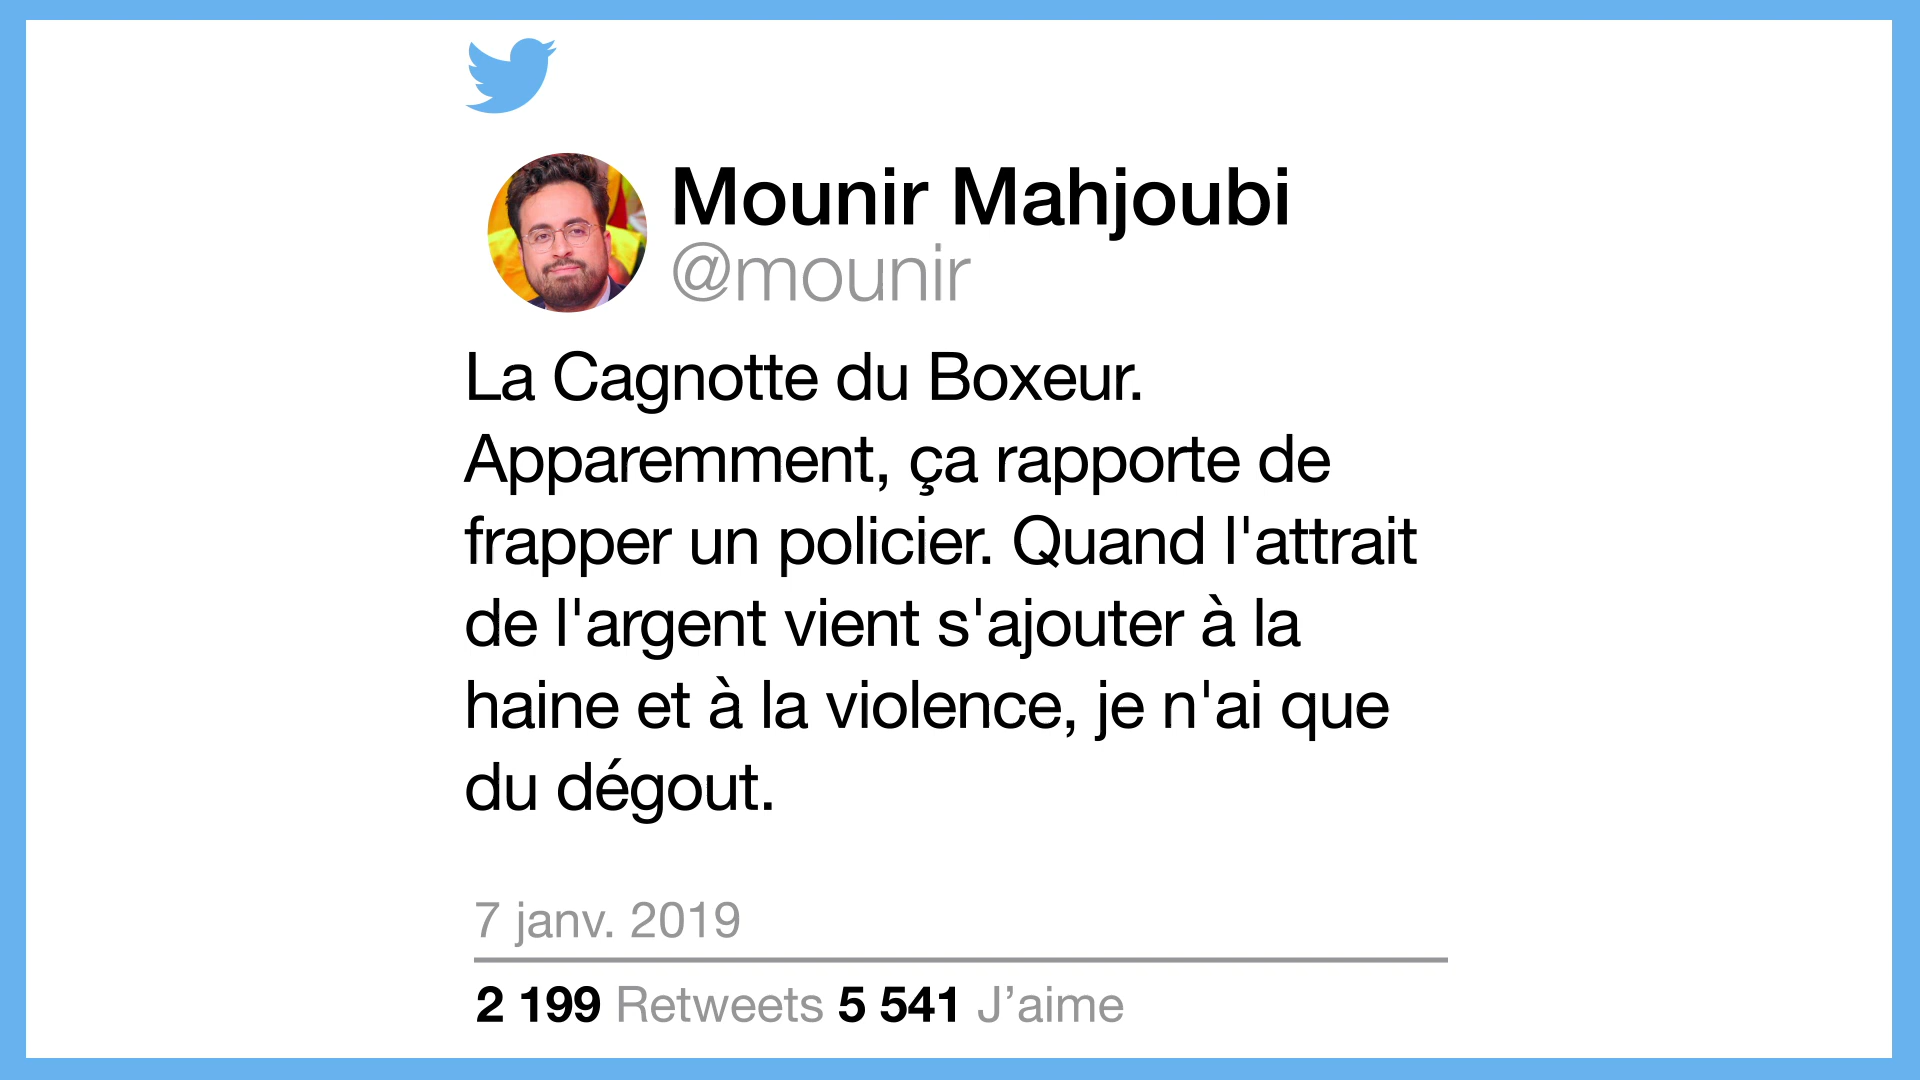 Mounir Mahjoubi
@mounir
La Cagnotte du Boxeur.
Apparemment, ça rapporte de
frapper un policier. Quand l'attrait
de l'argent vient s'ajouter à la
haine et à la violence, je n'ai que
du dégout.
7 janv. 2019
2 199 Retweets 5 541 J’aime